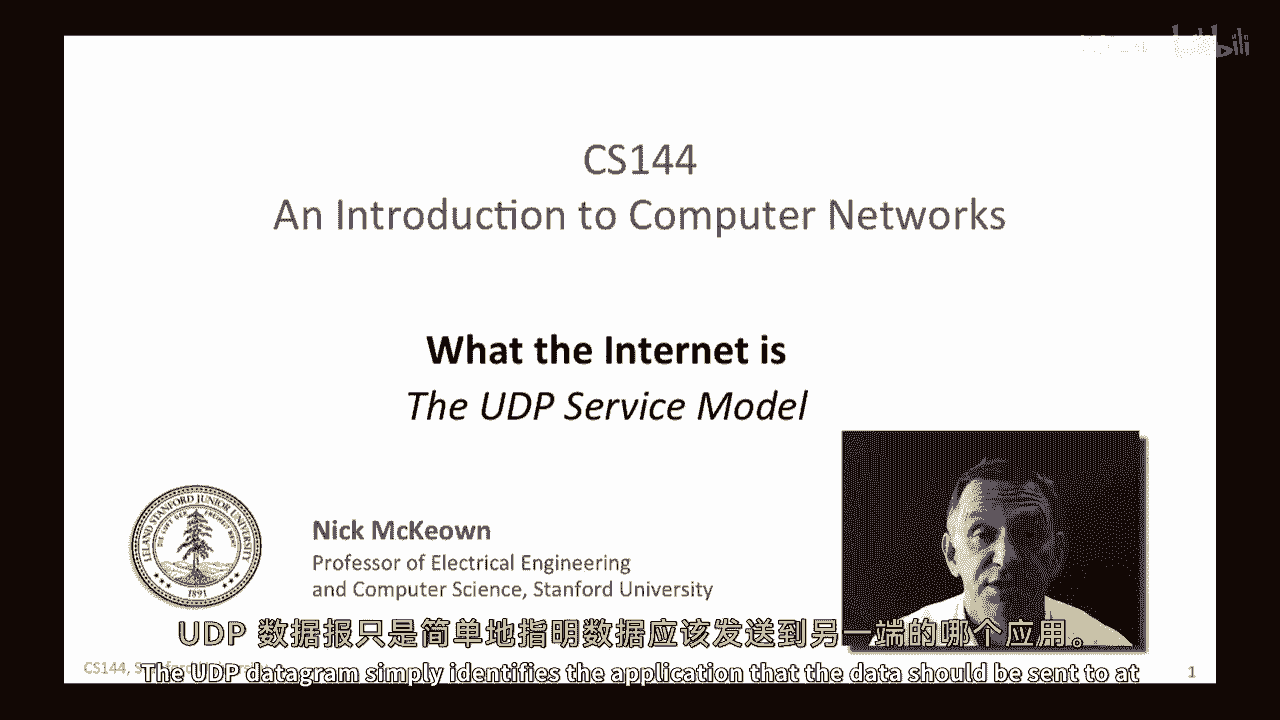 CS144
An Introduction to Computer Networks
What the Internet is
The UDP Service Model
Nick McKeown
Professor of Electrical Engineering
and Computer Science, Stanford University
UDP 数据报只是简单地指明数据应该发送到另一端的哪个应用。
CS144, S
The UDP datagram simply identifies the application that the data should be sent to at
1
LELAND STANFORD JUNIOR UNIVERSITY
1891
bilibili